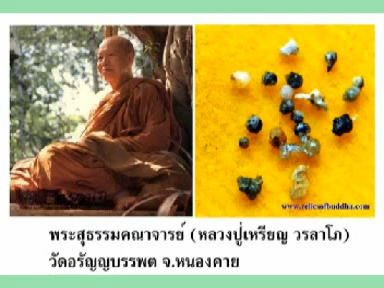 www.relicofbuddha.com
พระสุธรรมคณาจารย์ (หลวงปู่เหรียญ วรลาโภ)
วัดอรัญญบรรพต จ.หนองคาย